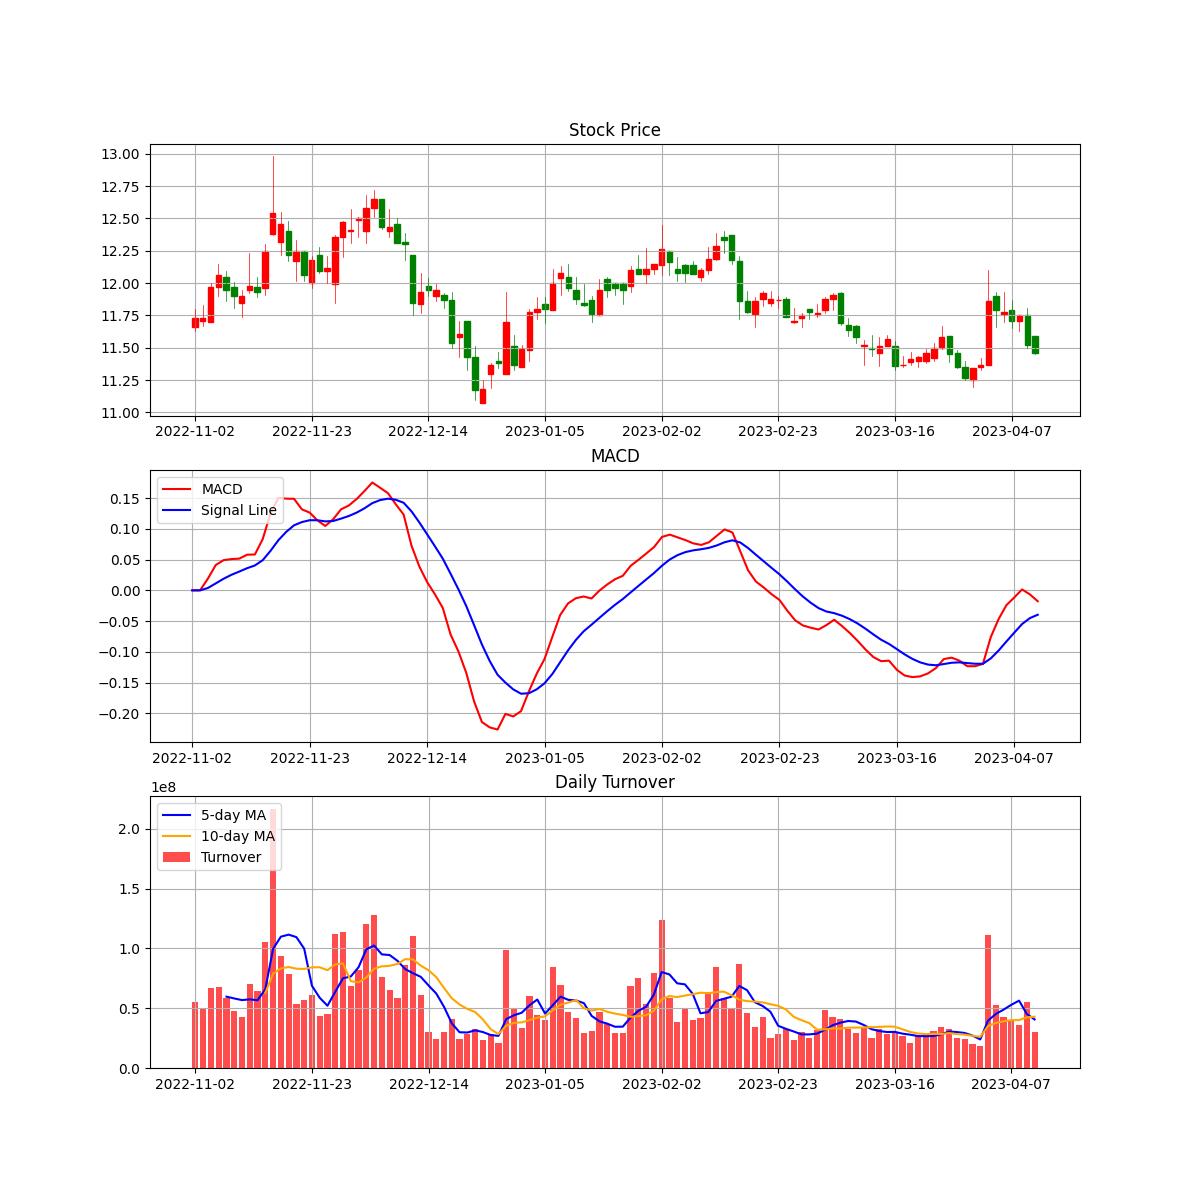 Stock Price
13.00
12.75
12.50
12.25
12.00
11.75
11.50
11.25
11.00
2022-11-02 2022-11-23 2022-12-14 2023-01-05 2023-02-02 2023-02-23 2023-03-16 2023-04-07
MACD
MACD
Signal Line
0.15
0.10
0.05
0.00
−0.05
−0.10
−0.15
−0.20
2022-11-02 2022-11-23 2022-12-14 2023-01-05 2023-02-02 2023-02-23 2023-03-16 2023-04-07
Daily Turnover
1e8
5-day MA
10-day MA
Turnover
2.0
1.5
1.0
0.5
0.0
2022-11-02 2022-11-23 2022-12-14 2023-01-05 2023-02-02 2023-02-23 2023-03-16 2023-04-07